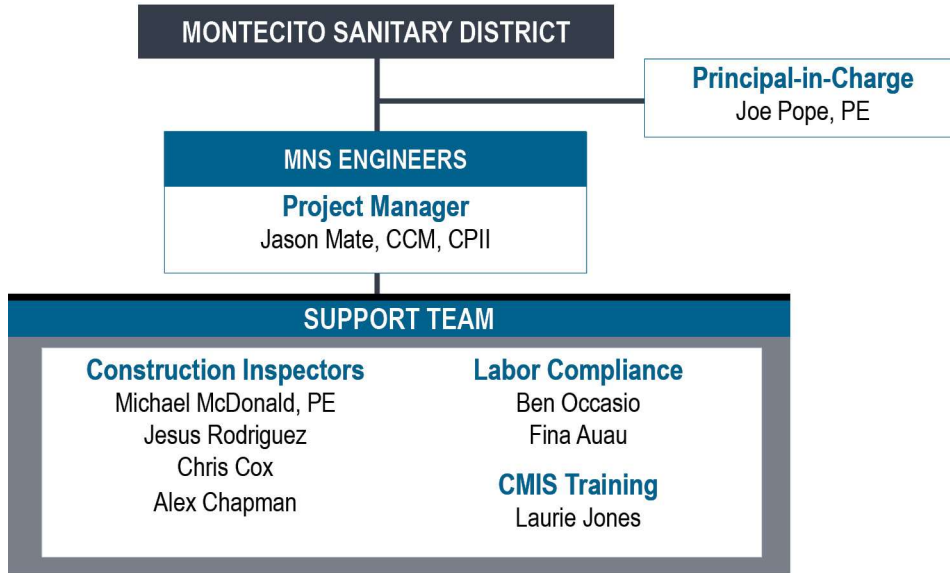 MONTECITO SANITARY DISTRICT
Principal-in-Charge
Joe Pope, PE
MNS ENGINEERS
Project Manager
Jason Mate, CCM, CPII
SUPPORT TEAM
Construction Inspectors
Michael McDonald, PE
Jesus Rodriguez
Chris Cox
Alex Chapman
Labor Compliance
Ben Occasio
Fina Auau
CMIS Training
Laurie Jones